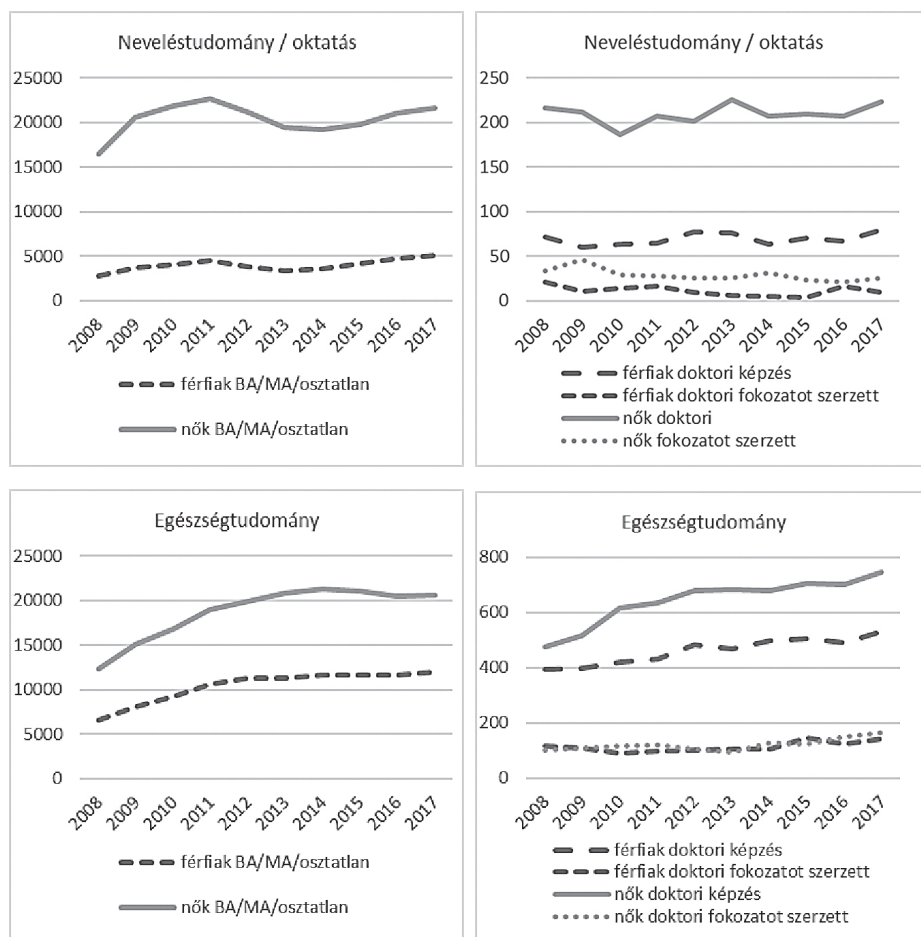 Neveléstudomány / oktatás
25000
20000
15000
10000
5000
0
2008 2009 2010 2011 2012 2013 2014 2015 2016 2017
férfiak BA/MA/osztatlan
nők BA/MA/osztatlan
Neveléstudomány / oktatás
250
200
150
100
50
0
2008 2009 2010 2011 2012 2013 2014 2015 2016 2017
férfiak doktori képzés
férfiak doktori fokozatot szerzett
nők doktori
nők fokozatot szerzett
Egészségtudomány
25000
20000
15000
10000
5000
0
2008 2009 2010 2011 2012 2013 2014 2015 2016 2017
férfiak BA/MA/osztatlan
nők BA/MA/osztatlan
Egészségtudomány
800
600
400
200
0
2008 2009 2010 2011 2012 2013 2014 2015 2016 2017
férfiak doktori képzés
férfiak doktori fokozatot szerzett
nők doktori képzés
nők doktori fokozatot szerzett